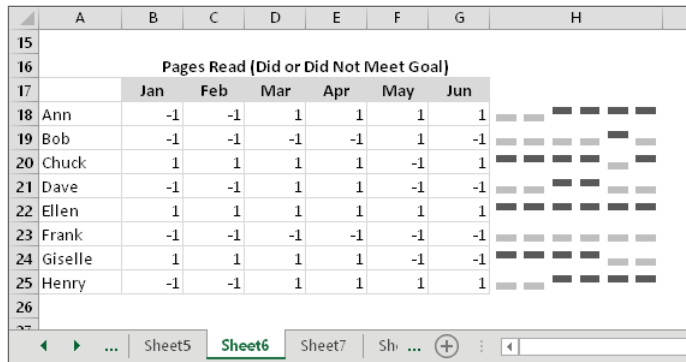 A B C D E F G H
15
16 Pages Read (Did or Did Not Meet Goal)
17 Jan Feb Mar Apr May Jun
18 Ann -1 -1 1 1 1 1
19 Bob -1 -1 -1 -1 1 -1
20 Chuck 1 1 1 1 -1 1
21 Dave -1 -1 1 1 -1 -1
22 Ellen 1 1 1 1 1 1
23 Frank -1 -1 -1 -1 -1 -1
24 Giselle 1 1 1 1 -1 -1
25 Henry -1 -1 1 1 1 1
26
27
... Sheet5 Sheet6 Sheet7 Sh ...